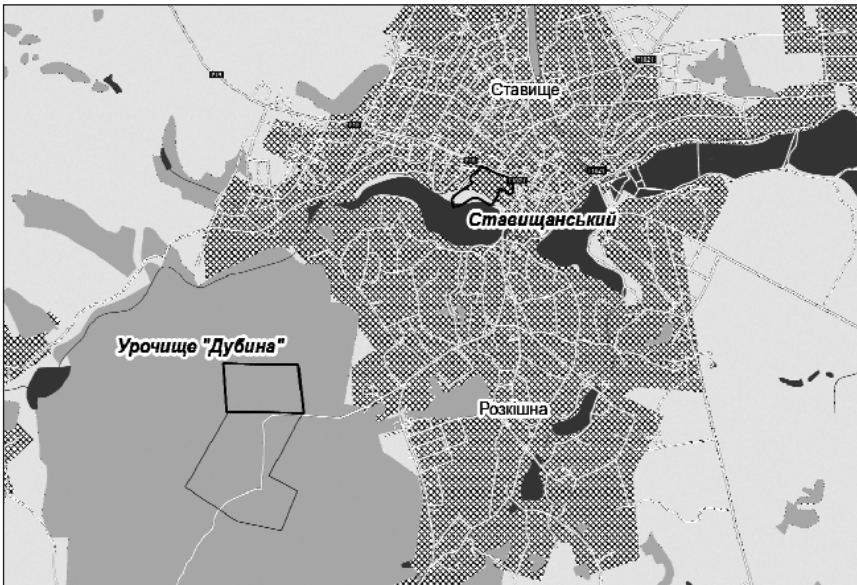 Ставище
Ставищанський
Урочище "Дубина"
Розкішна